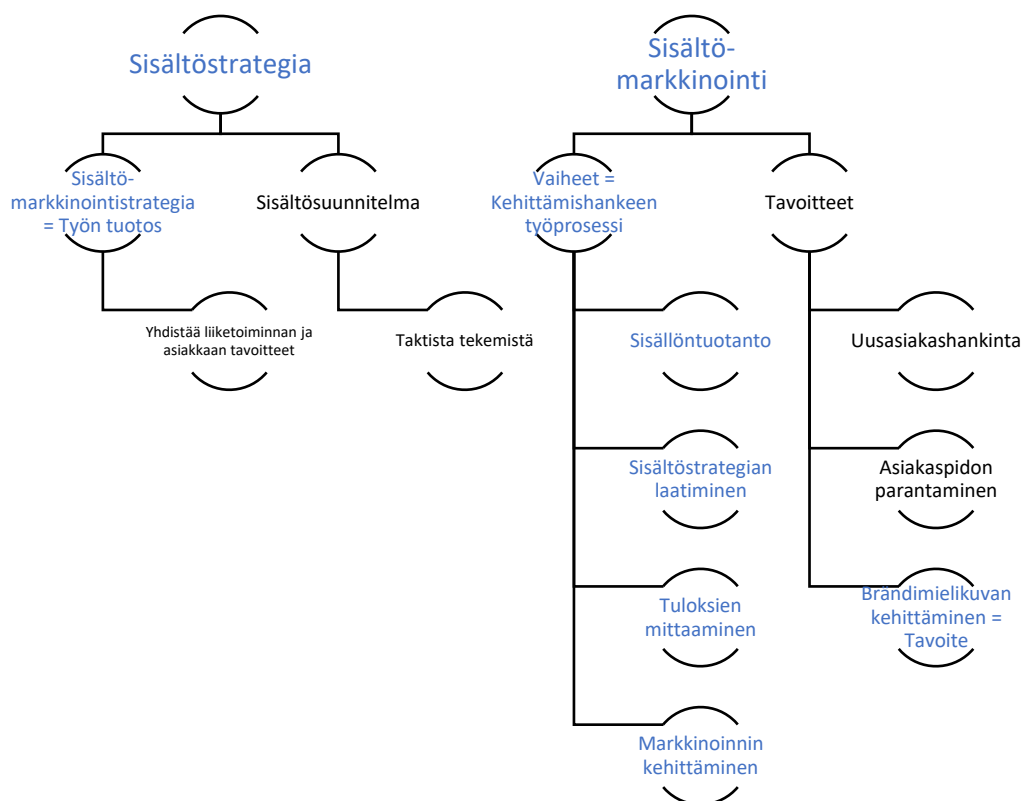 Sisältöstrategia
Sisältö-
markkinointi
Sisältö-
markkinointistrategia
= Työn tuotos
Sisältösuunnitelma
Vaiheet =
Kehittämishankeen
työprosessi
Tavoitteet
Yhdistää liiketoiminnan ja
asiakkaan tavoitteet
Taktista tekemistä
Sisällöntuotanto
Uusasiakashankinta
Sisältöstrategian
laatiminen
Asiakaspidon
parantaminen
Tuloksien
mittaaminen
Brändimielikuvan
kehittäminen =
Tavoite
Markkinoinnin
kehittäminen